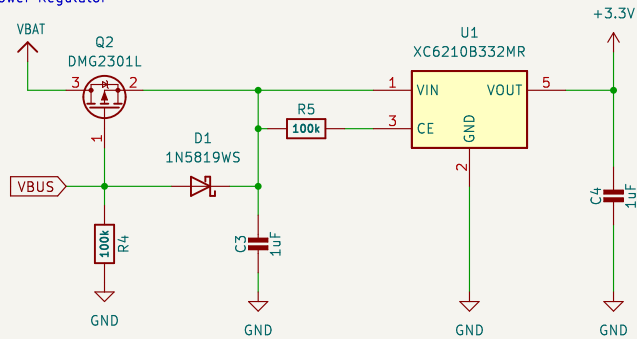 VBAT
Q2
DMG2301L
3
2
1
VBUS
100k
R4
GND
D1
1N5819WS
R5
100k
C3
1uF
GND
U1
XC6210B332MR
1
VIN
VOUT
5
3
CE
GND
2
GND
+3.3V
C4
1uF
GND